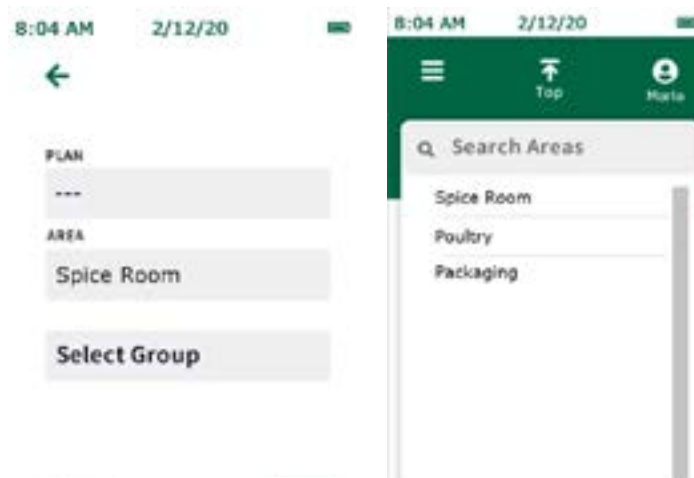 8:04 AM 2/12/20
PLAN
---
AREA
Spice Room
Select Group
8:04 AM 2/12/20
Top
Maria
Search Areas
Spice Room
Poultry
Packaging